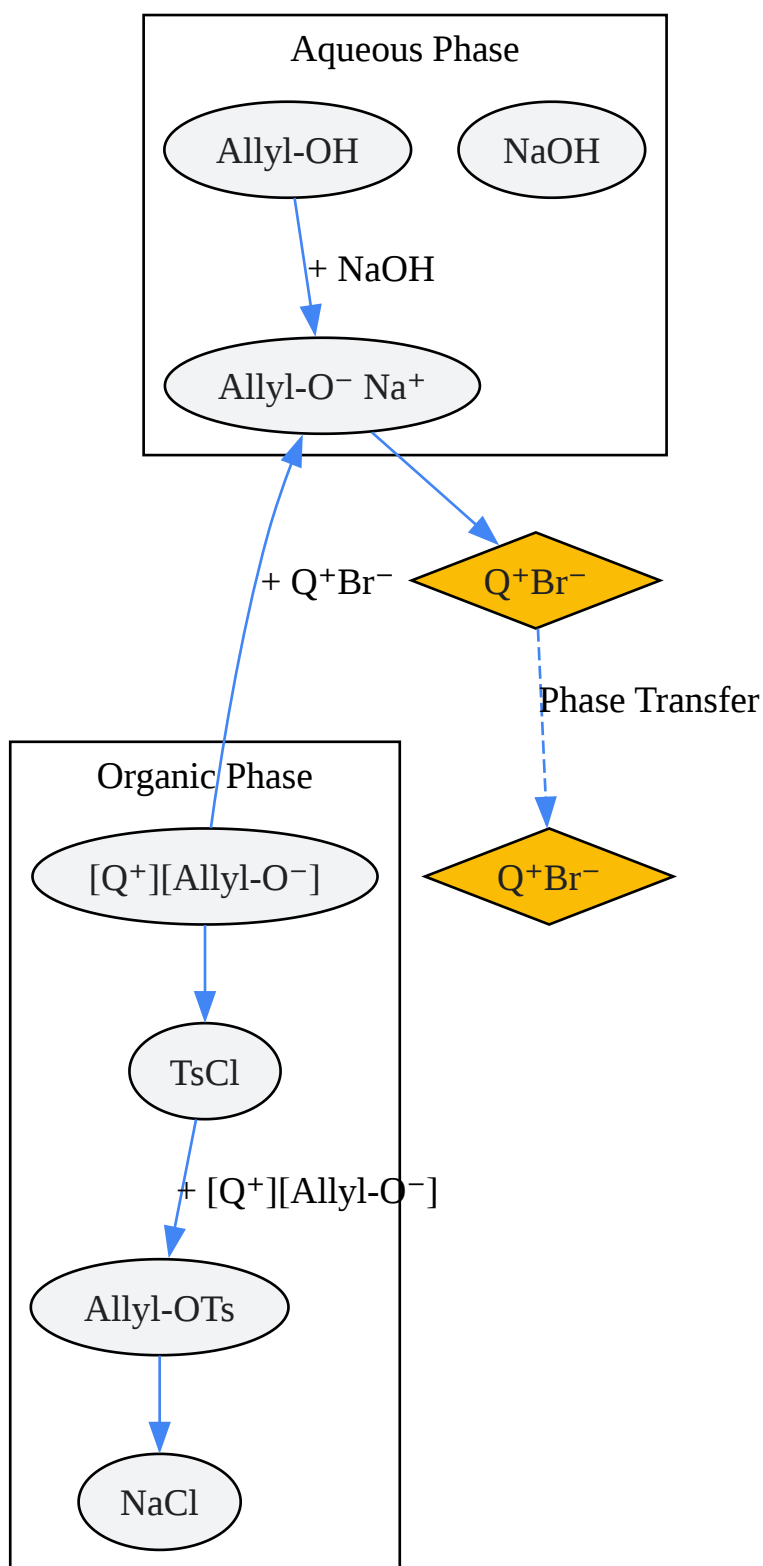 Aqueous Phase
Allyl-OH
NaOH
+ NaOH
Allyl-O⁻ Na⁺
+ Q⁺Br⁻
Q⁺Br⁻
Phase Transfer
Organic Phase
[Q⁺][Allyl-O⁻]
Q⁺Br⁻
TsCl
+ [Q⁺][Allyl-O⁻]
Allyl-OTs
NaCl